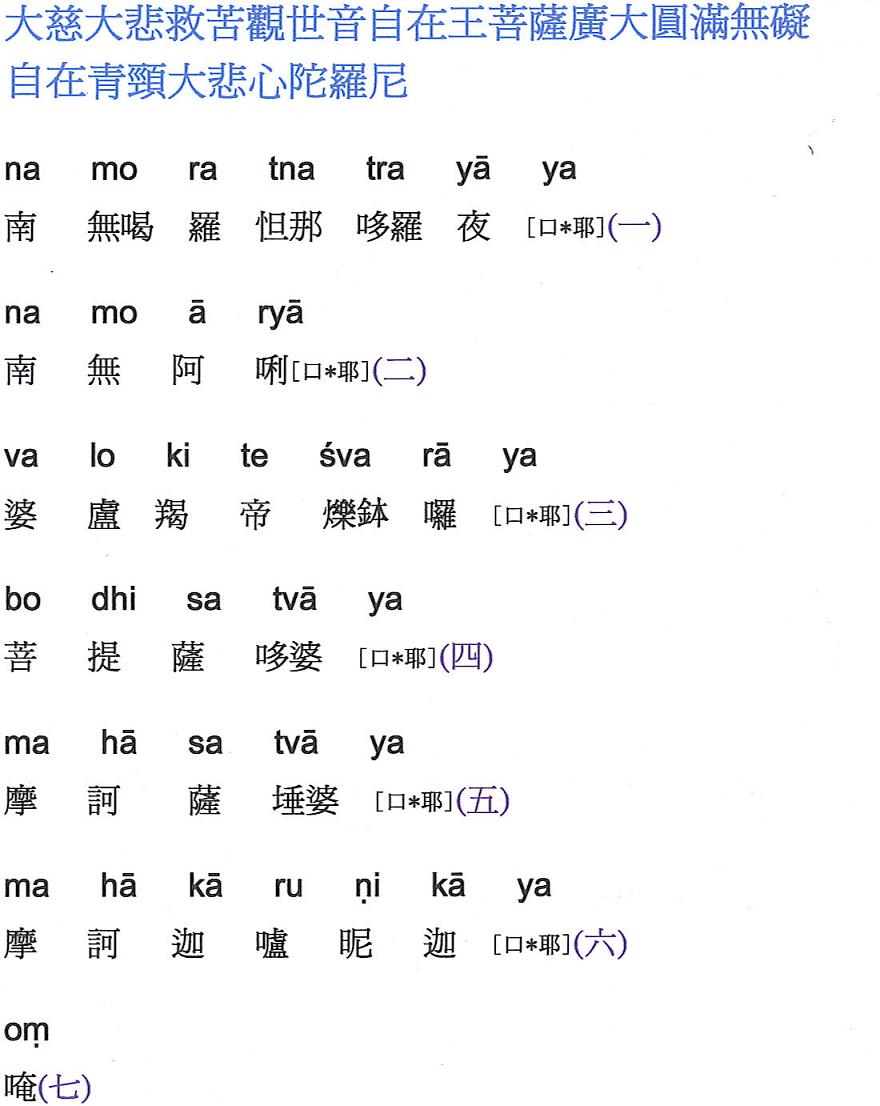 大慈大悲救苦觀世音自在王菩薩廣大圓滿無礙
自在青頸大悲心陀羅尼
na mo ra tna tra yā ya
南 無喝 羅 怛那 哆羅 夜 [口*耶](一)
na mo ā ryā
南 無 阿 唎[口*耶](二)
va lo ki te śva rā ya
婆 盧 羯 帝 爍鉢 囉 [口*耶](三)
bo dhi sa tvā ya
菩 提 薩 哆婆 [口*耶](四)
ma hā sa tvā ya
摩 訶 薩 埵婆 [口*耶](五)
ma hā kā ru ṇi kā ya
摩 訶 迦 嚧 昵 迦 [口*耶](六)
oṃ
唵(七)